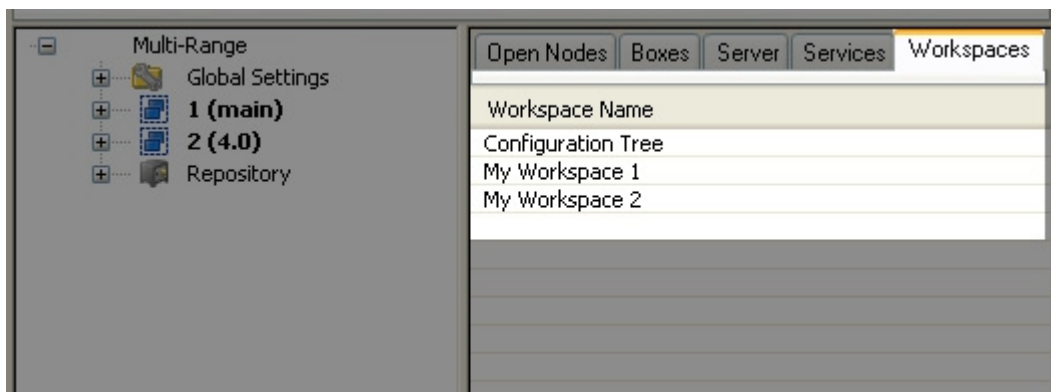 Multi-Range
Global Settings
1 (main)
2 (4.0)
Repository
Open Nodes Boxes Server Services Workspaces
Workspace Name
Configuration Tree
My Workspace 1
My Workspace 2